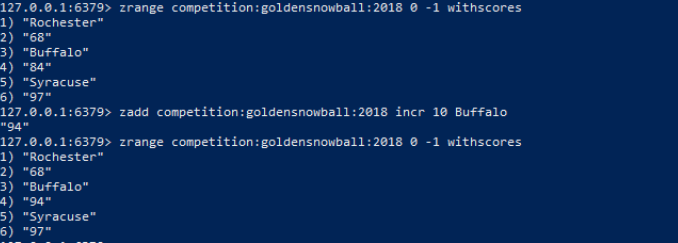 127.0.0.1:6379> zrange competition:goldensnowball:2018 0 -1 withscores
1) "Rochester"
2) "68"
3) "Buffalo"
4) "84"
5) "Syracuse"
6) "97"
127.0.0.1:6379> zadd competition:goldensnowball:2018 incr 10 Buffalo
"94"
127.0.0.1:6379> zrange competition:goldensnowball:2018 0 -1 withscores
1) "Rochester"
2) "68"
3) "Buffalo"
4) "94"
5) "Syracuse"
6) "97"